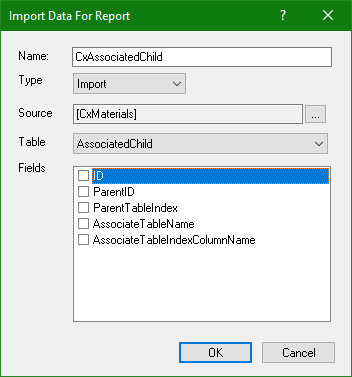 Import Data For Report ? ×
Name: CxAssociatedChild
Type Import
Source [CxMaterials] ...
Table AssociatedChild
Fields
ID
ParentID
ParentTableIndex
AssociateTableName
AssociateTableIndexColumnName
OK Cancel